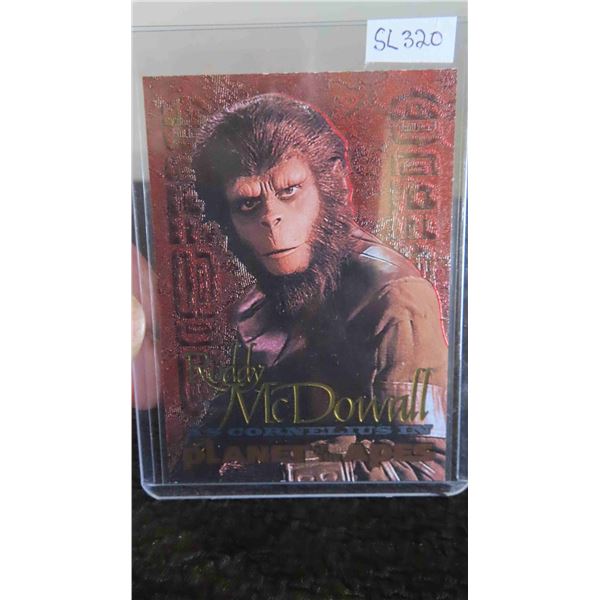 SL320
Roddy
McDowall
AS CORNELIUS IN
PLANET OF THE APES